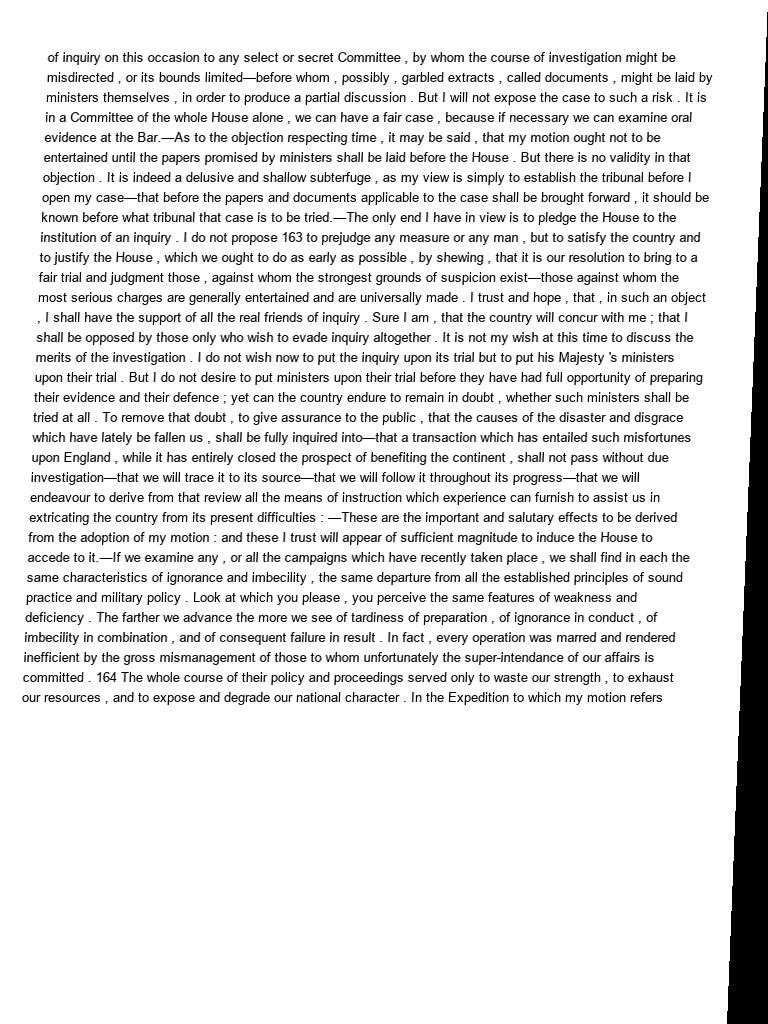 of inquiry on this occasion to any select or secret Committee , by whom the course of investigation might be
misdirected , or its bounds limited—before whom , possibly , garbled extracts , called documents , might be laid by
ministers themselves , in order to produce a partial discussion . But I will not expose the case to such a risk . It is
in a Committee of the whole House alone , we can have a fair case , because if necessary we can examine oral
evidence at the Bar.—As to the objection respecting time , it may be said , that my motion ought not to be
entertained until the papers promised by ministers shall be laid before the House . But there is no validity in that
objection . It is indeed a delusive and shallow subterfuge , as my view is simply to establish the tribunal before I
open my case—that before the papers and documents applicable to the case shall be brought forward , it should be
known before what tribunal that case is to be tried.—The only end I have in view is to pledge the House to the
institution of an inquiry . I do not propose 163 to prejudge any measure or any man , but to satisfy the country and
to justify the House , which we ought to do as early as possible , by shewing , that it is our resolution to bring to a
fair trial and judgment those , against whom the strongest grounds of suspicion exist—those against whom the
most serious charges are generally entertained and are universally made . I trust and hope , that , in such an object
, I shall have the support of all the real friends of inquiry . Sure I am , that the country will concur with me ; that I
shall be opposed by those only who wish to evade inquiry altogether . It is not my wish at this time to discuss the
merits of the investigation . I do not wish now to put the inquiry upon its trial but to put his Majesty 's ministers
upon their trial . But I do not desire to put ministers upon their trial before they have had full opportunity of preparing
their evidence and their defence ; yet can the country endure to remain in doubt , whether such ministers shall be
tried at all . To remove that doubt , to give assurance to the public , that the causes of the disaster and disgrace
which have lately be fallen us , shall be fully inquired into—that a transaction which has entailed such misfortunes
upon England , while it has entirely closed the prospect of benefiting the continent , shall not pass without due
investigation—that we will trace it to its source—that we will follow it throughout its progress—that we will
endeavour to derive from that review all the means of instruction which experience can furnish to assist us in
extricating the country from its present difficulties : —These are the important and salutary effects to be derived
from the adoption of my motion : and these I trust will appear of sufficient magnitude to induce the House to
accede to it.—If we examine any , or all the campaigns which have recently taken place , we shall find in each the
same characteristics of ignorance and imbecility , the same departure from all the established principles of sound
practice and military policy . Look at which you please , you perceive the same features of weakness and
deficiency . The farther we advance the more we see of tardiness of preparation , of ignorance in conduct , of
imbecility in combination , and of consequent failure in result . In fact , every operation was marred and rendered
inefficient by the gross mismanagement of those to whom unfortunately the super-intendance of our affairs is
committed . 164 The whole course of their policy and proceedings served only to waste our strength , to exhaust
our resources , and to expose and degrade our national character . In the Expedition to which my motion refers